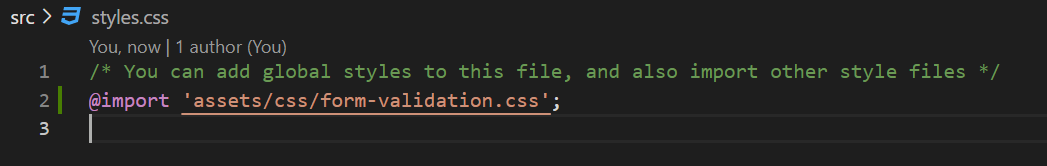 src > styles.css
You, now | 1 author (You)
1 /* You can add global styles to this file, and also import other style files */
2 @import 'assets/css/form-validation.css';
3